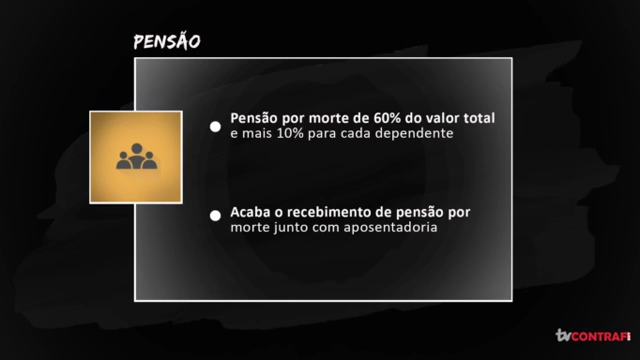 PENSÃO
Pensão por morte de 60% do valor total
e mais 10% para cada dependente
Acaba o recebimento de pensão por
morte junto com aposentadoria
tvCONTRAF